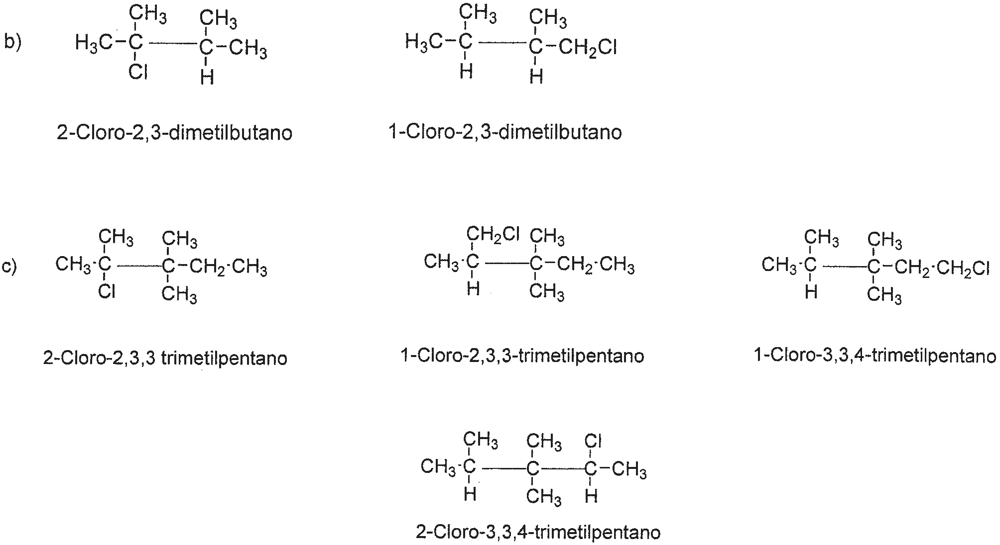 b)
CH3 CH3
H3C-C-C-CH3
Cl H
CH3 CH3
H3C-C-C-CH2Cl
H H
2-Cloro-2,3-dimetilbutano
1-Cloro-2,3-dimetilbutano
c)
CH3 CH3
CH3·C-C-CH2·CH3
Cl CH3
CH2Cl CH3
CH3·C-C-CH2·CH3
H CH3
CH3 CH3
CH3·C-C-CH2·CH2Cl
H CH3
2-Cloro-2,3,3 trimetilpentano
1-Cloro-2,3,3-trimetilpentano
1-Cloro-3,3,4-trimetilpentano
CH3 CH3 Cl
CH3·C-C-C-CH3
H CH3 H
2-Cloro-3,3,4-trimetilpentano